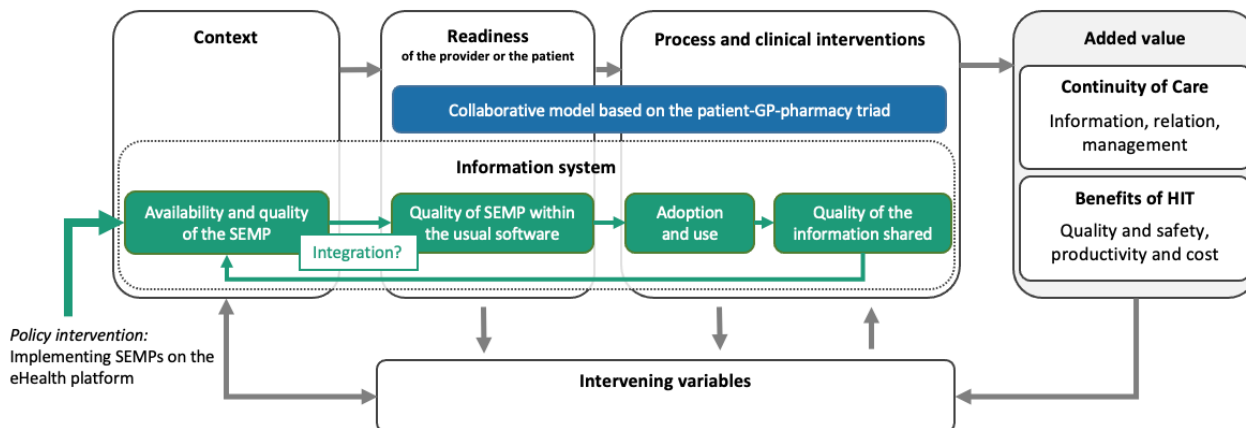 Context
Readiness
of the provider or the patient
Process and clinical interventions
Added value
Collaborative model based on the patient-GP-pharmacy triad
Continuity of Care
Information, relation,
management
Information system
Availability and quality
of the SEMP
Quality of SEMP within
the usual software
Adoption
and use
Quality of the
information shared
Integration?
Benefits of HIT
Quality and safety,
productivity and cost
Policy intervention:
Implementing SEMPs on the
eHealth platform
Intervening variables